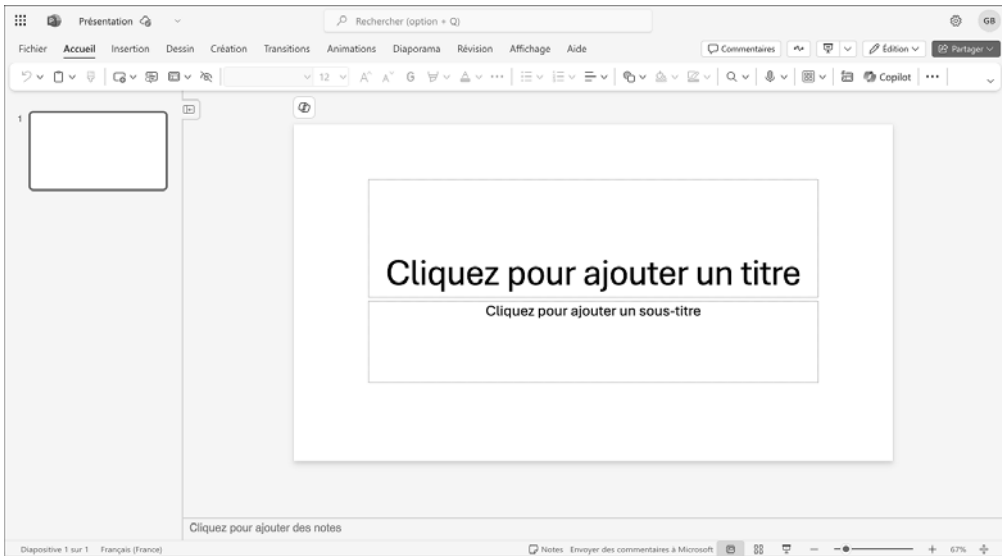 Présentation
Rechercher (option + Q)
GB
Fichier Accueil Insertion Dessin Création Transitions Animations Diaporama Révision Affichage Aide Commentaires Édition Partager
12 G Copilot
1
Cliquez pour ajouter un titre
Cliquez pour ajouter un sous-titre
Cliquez pour ajouter des notes
Diapositive 1 sur 1 Français (France) Notes Envoyer des commentaires à Microsoft 67%